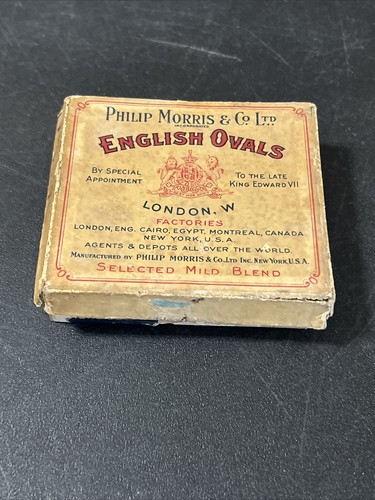 PHILIP MORRIS & CO. LTD.
INCORPORATED
ENGLISH OVALS
BY SPECIAL APPOINTMENT
TO THE LATE KING EDWARD VII
LONDON. W
FACTORIES
LONDON, ENG. CAIRO, EGYPT, MONTREAL, CANADA
NEW YORK, U.S.A.
AGENTS & DEPOTS ALL OVER THE WORLD.
MANUFACTURED BY PHILIP MORRIS & CO. LTD INC. NEW YORK, U.S.A.
SELECTED MILD BLEND